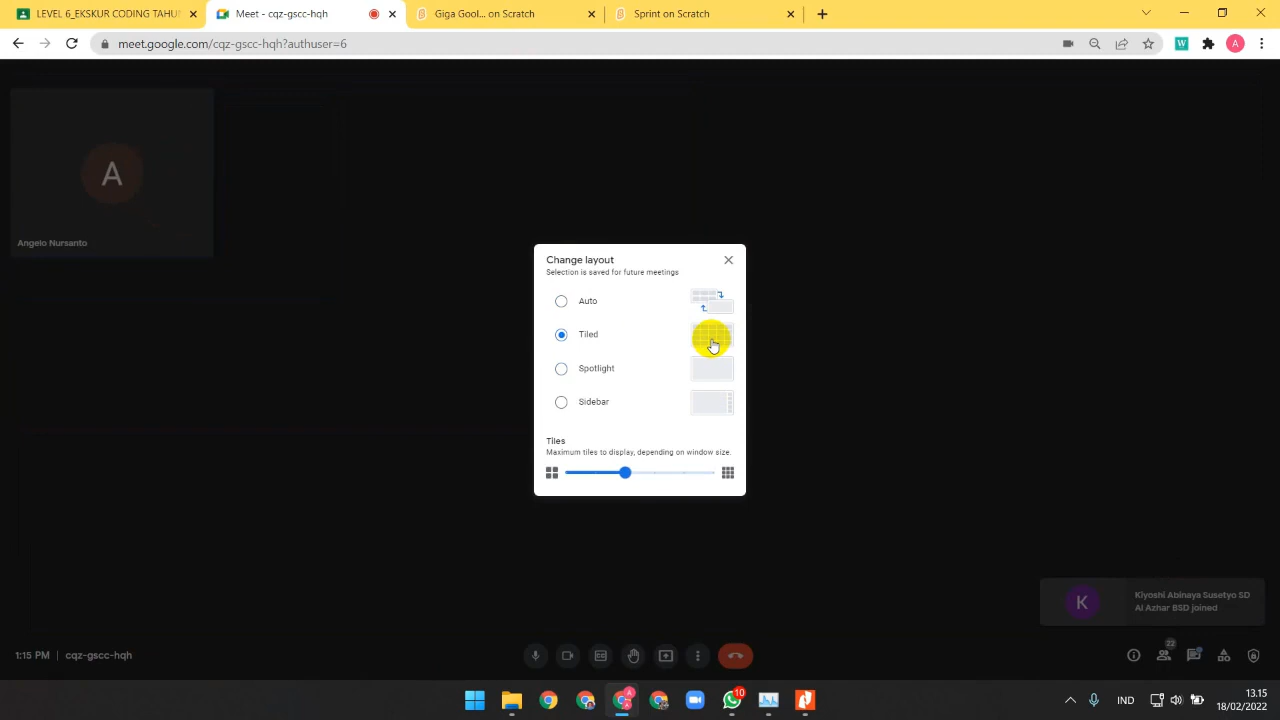 LEVEL 6_EKSKUR CODING TAHUN
Meet - cqz-gscc-hqh
Giga Gool... on Scratch
Sprint on Scratch
meet.google.com/cqz-gscc-hqh?authuser=6
W
A
A
Angelo Nursanto
Change layout
Selection is saved for future meetings
Auto
Tiled
Spotlight
Sidebar
Tiles
Maximum tiles to display, depending on window size.
K
Kiyoshi Abinaya Susetyo SD
Al Azhar BSD joined
1:15 PM | cqz-gscc-hqh
CC
22
10
IND
13.15
18/02/2022